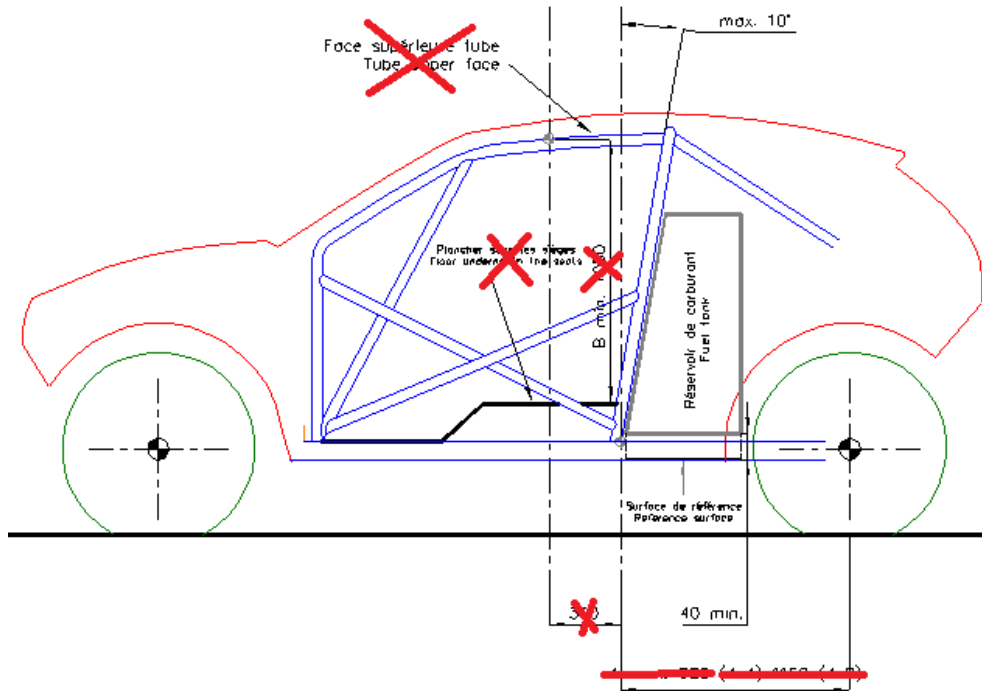 max. 10°
Face supérieure tube
Tube upper face
Plancher sous les sièges
Floor underneath the seats
B min.
Réservoir de carburant
Fuel tank
Surface de référence
Reference surface
40 min.